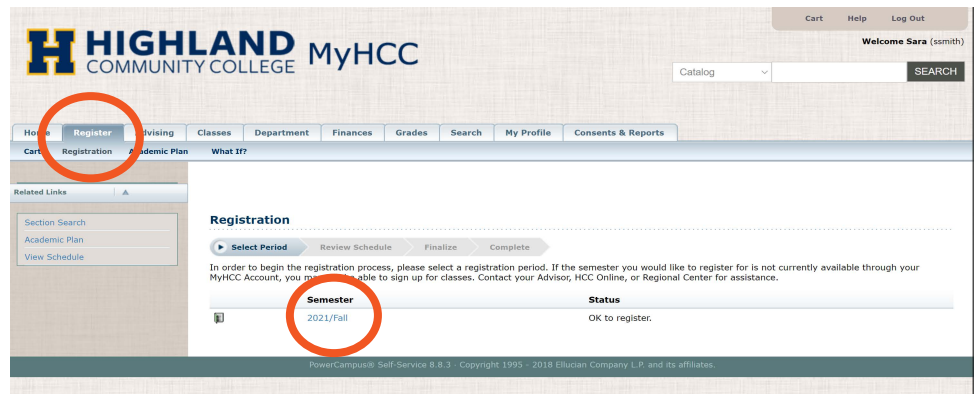 Cart Help Log Out
HIGHLAND
COMMUNITY COLLEGE
MyHCC
Welcome Sara (ssmith)
Catalog SEARCH
Home Register Advising Classes Department Finances Grades Search My Profile Consents & Reports
Cart Registration Academic Plan What If?
Related Links
Section Search
Academic Plan
View Schedule
Registration
Select Period Review Schedule Finalize Complete
In order to begin the registration process, please select a registration period. If the semester you would like to register for is not currently available through your
MyHCC Account, you may not be able to sign up for classes. Contact your Advisor, HCC Online, or Regional Center for assistance.
Semester Status
2021/Fall OK to register.
PowerCampus® Self-Service 8.8.3 · Copyright 1995 - 2018 Ellucian Company L.P. and its affiliates.